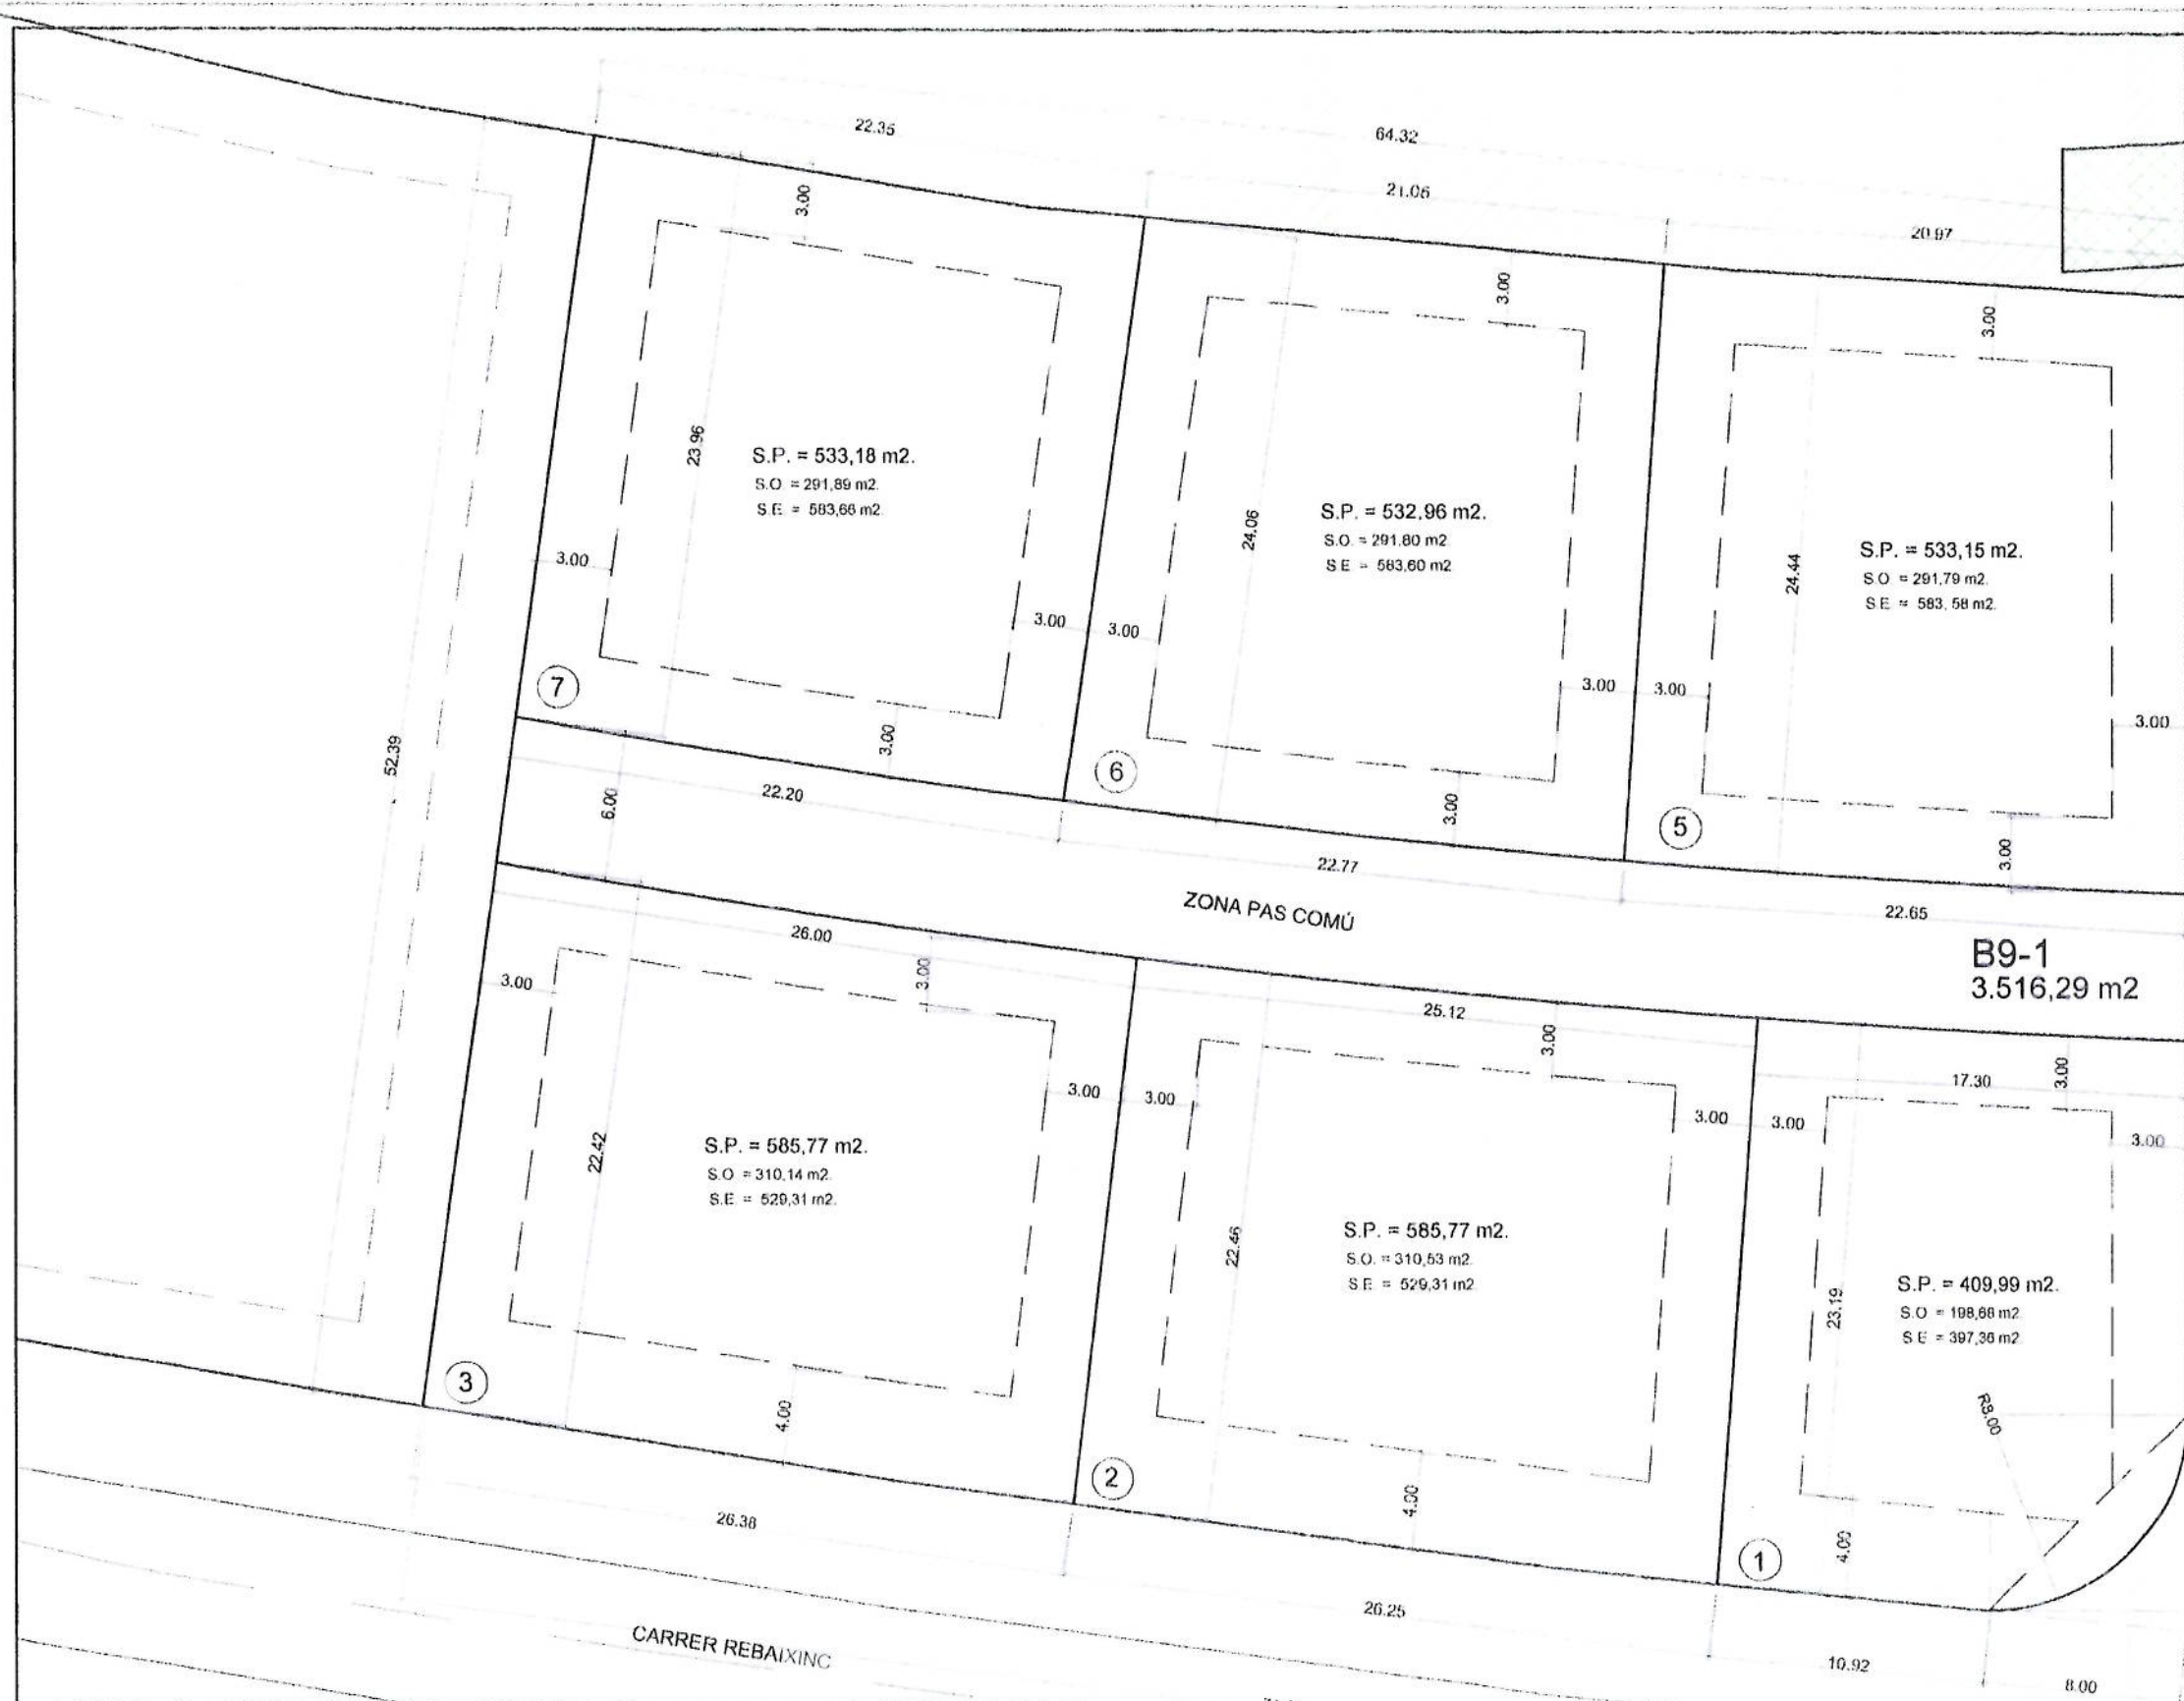 22.35
64.32
21.06
20.97
3.00
3.00
3.00
23.96
S.P. = 533,18 m2.
S.O = 291,89 m2.
S.E. = 583,66 m2.
24.06
S.P. = 532,96 m2.
S.O. = 291,80 m2.
S E = 583,60 m2
24.44
S.P. = 533,15 m2.
S.O = 291,79 m2.
S.E = 583, 58 m2.
3.00
3.00
3.00
3.00
3.00
3.00
7
6
5
52.39
3.00
3.00
3.00
6.00
22.20
22.77
22.65
ZONA PAS COMÚ
B9-1
3.516,29 m2
26.00
25.12
17.30
3.00
3.00
3.00
3.00
3.00
3.00
3.00
3.00
3.00
22.42
S.P. = 585,77 m2.
S.O = 310,14 m2.
S.E. = 529,31 m2.
22.46
S.P. = 585,77 m2.
S.O. = 310,53 m2.
S E = 529,31 m2
23.19
S.P. = 409,99 m2.
S.O = 198,68 m2
S E = 397,36 m2
R8.00
3
2
1
4.00
4.00
4.00
26.38
26.25
10.92
8.00
CARRER REBAIXINC